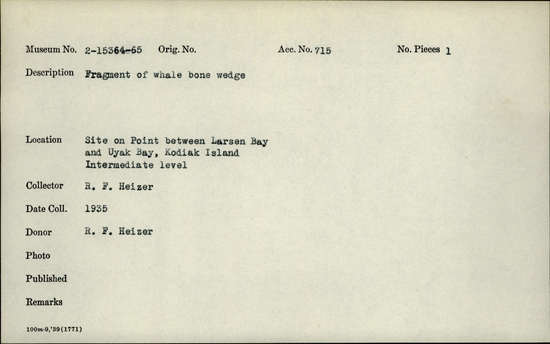 Museum No. 2-15364-65 Orig. No. Acc. No. 715 No. Pieces 1
Description Fragment of whale bone wedge
Location Site on Point between Larsen Bay
and Uyak Bay, Kodiak Island
Intermediate level
Collector R. F. Heizer
Date Coll. 1935
Donor R. F. Heizer
Photo
Published
Remarks
100m-9,'39(1771)